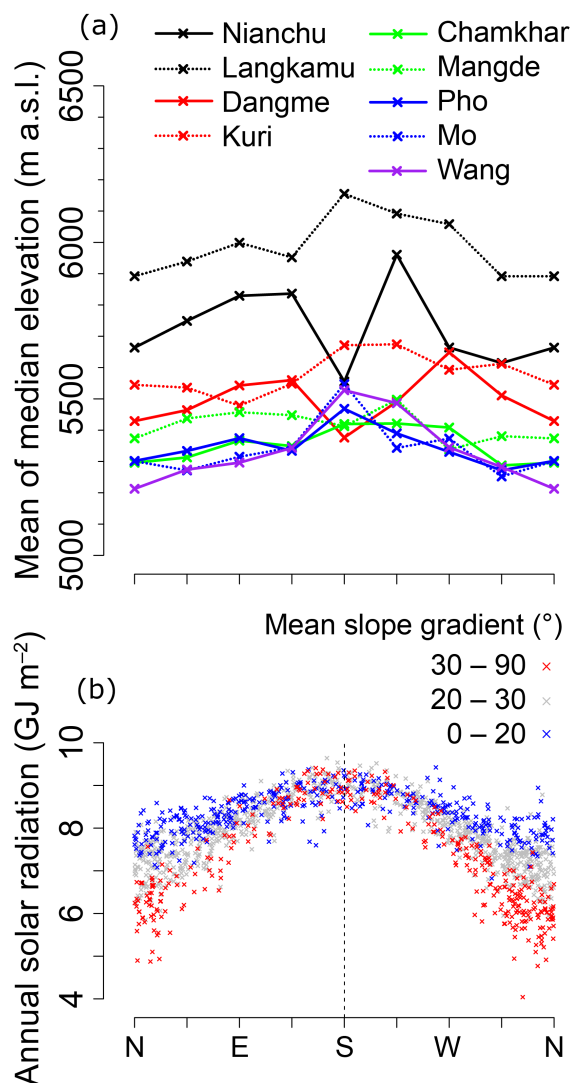 (a)
Nianchu
Langkamu
Dangme
Kuri
Chamkhar
Mangde
Pho
Mo
Wang
Mean of median elevation (m a.s.l.)
6500
6000
5500
5000
Mean slope gradient (°)
30 – 90
20 – 30
0 – 20
(b)
Annual solar radiation (GJ m⁻²)
10
8
6
4
N E S W N